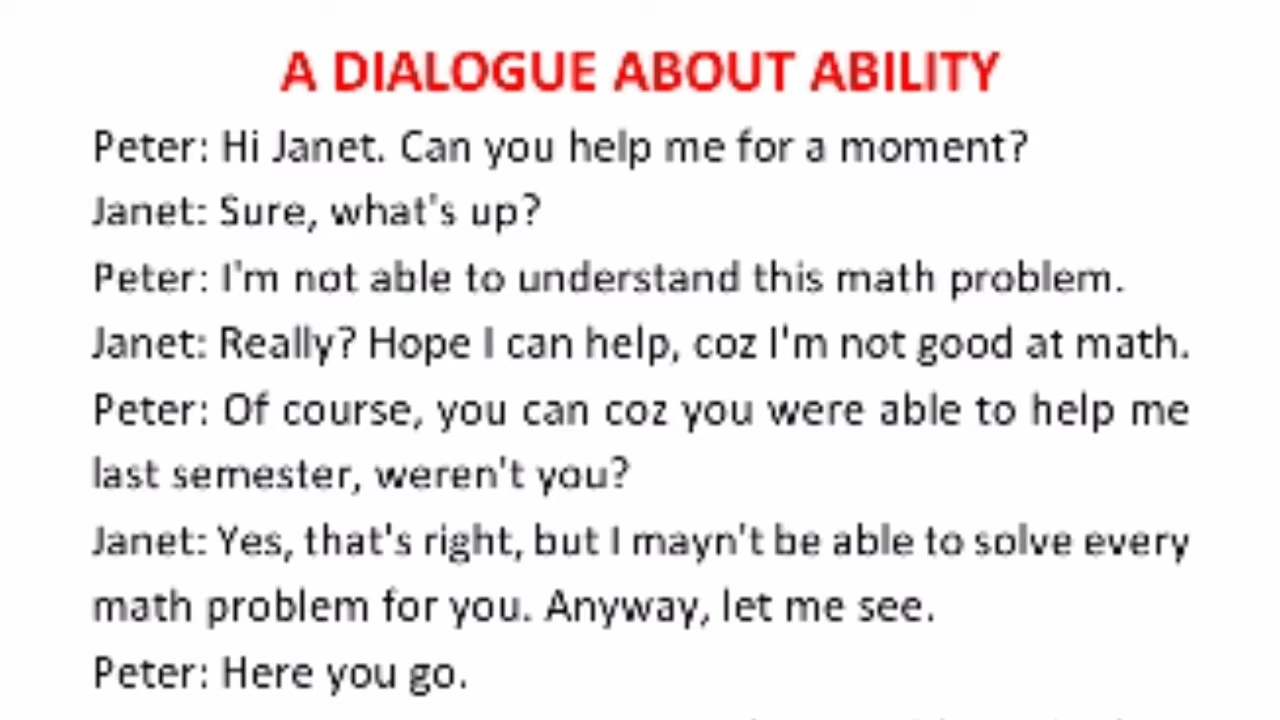 A DIALOGUE ABOUT ABILITY
Peter: Hi Janet. Can you help me for a moment?
Janet: Sure, what's up?
Peter: I'm not able to understand this math problem.
Janet: Really? Hope I can help, coz I'm not good at math.
Peter: Of course, you can coz you were able to help me
last semester, weren't you?
Janet: Yes, that's right, but I mayn't be able to solve every
math problem for you. Anyway, let me see.
Peter: Here you go.